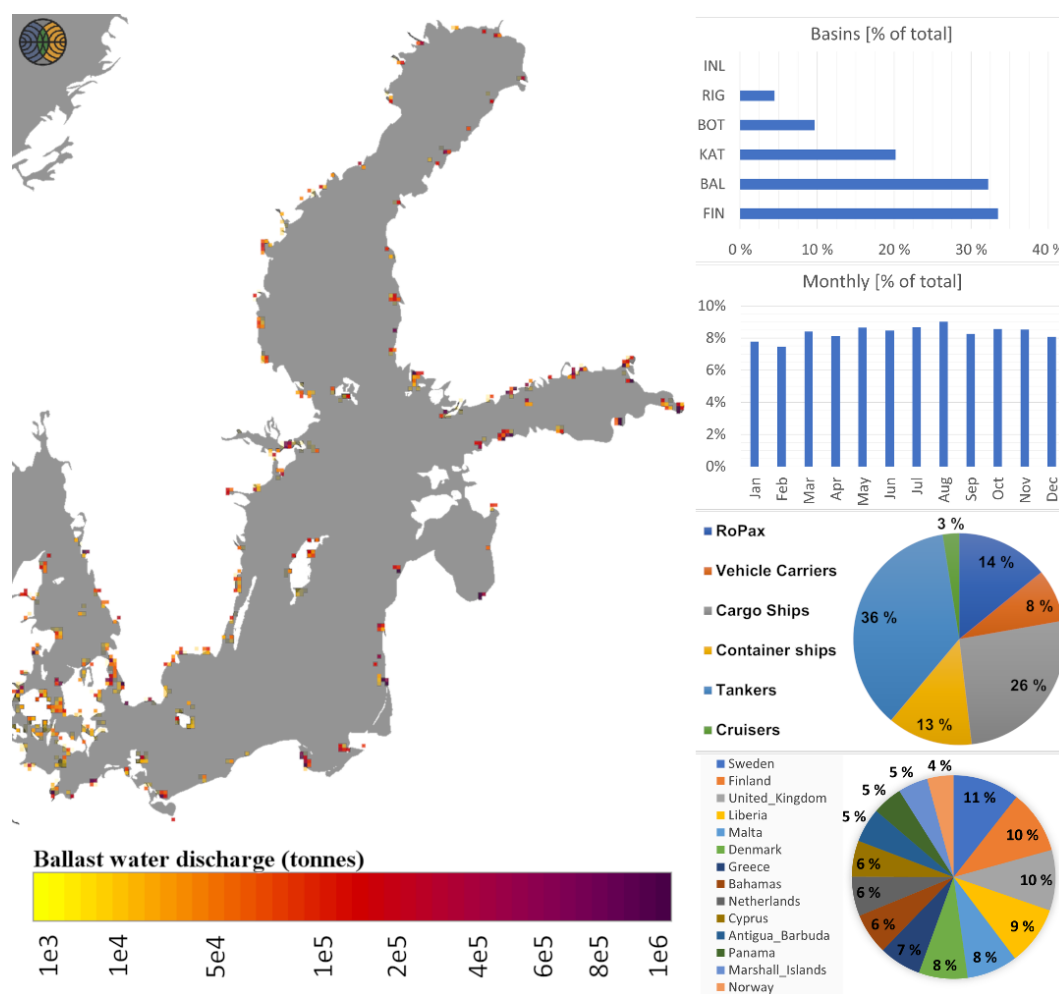 Basins [% of total]
INL
RIG
BOT
KAT
BAL
FIN
0 %
10 %
20 %
30 %
40 %
Monthly [% of total]
10%
8%
6%
4%
2%
0%
Jan
Feb
Mar
Apr
May
Jun
Jul
Aug
Sep
Oct
Nov
Dec
RoPax
Vehicle Carriers
Cargo Ships
Container ships
Tankers
Cruisers
3 %
14 %
8 %
26 %
13 %
36 %
Sweden
Finland
United_Kingdom
Liberia
Malta
Denmark
Greece
Bahamas
Netherlands
Cyprus
Antigua_Barbuda
Panama
Marshall_Islands
Norway
11 %
10 %
10 %
9 %
8 %
8 %
7 %
6 %
6 %
6 %
5 %
5 %
5 %
4 %
Ballast water discharge (tonnes)
1e3
1e4
5e4
1e5
2e5
4e5
6e5
8e5
1e6